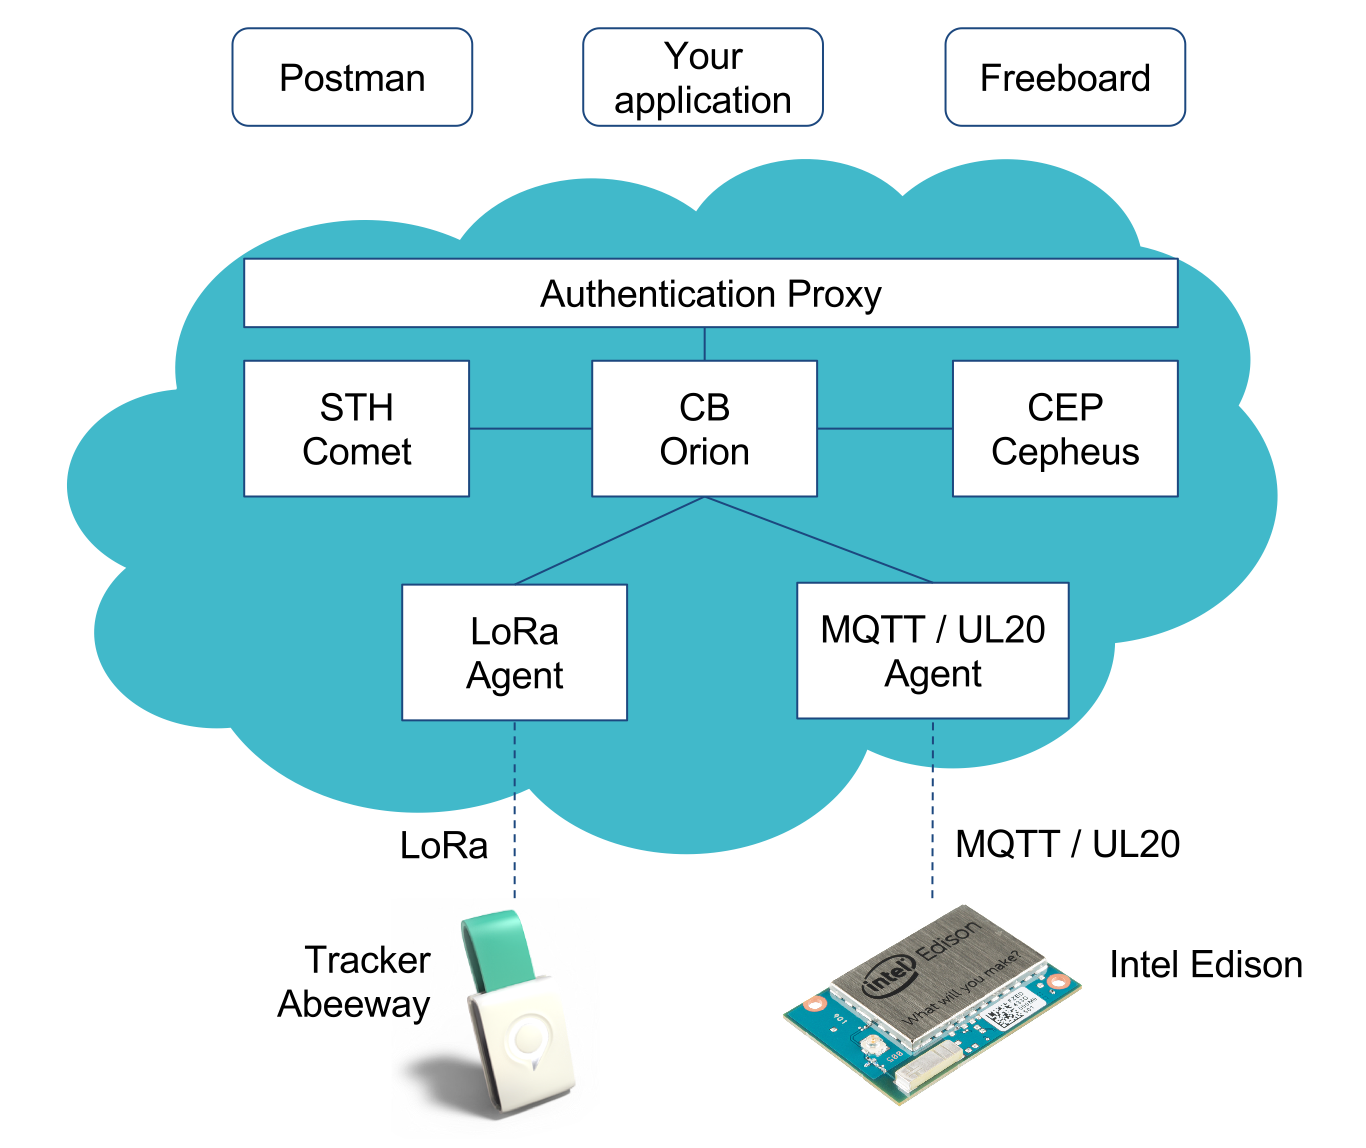 Postman
Your
application
Freeboard
Authentication Proxy
STH
Comet
CB
Orion
CEP
Cepheus
LoRa
Agent
MQTT / UL20
Agent
LoRa
MQTT / UL20
Tracker
Abeeway
intel Edison
What will you make?
Intel Edison